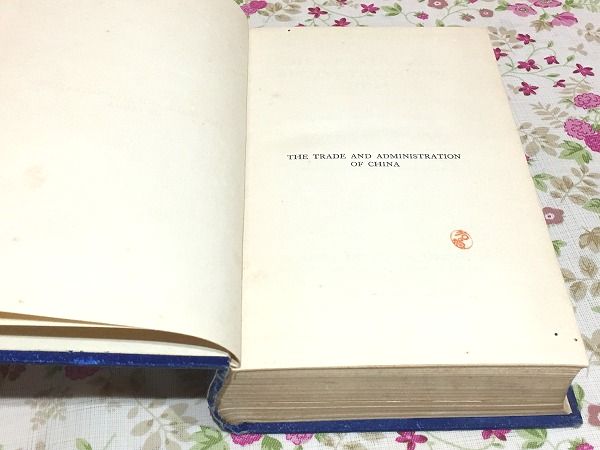 THE TRADE AND ADMINISTRATION
OF CHINA